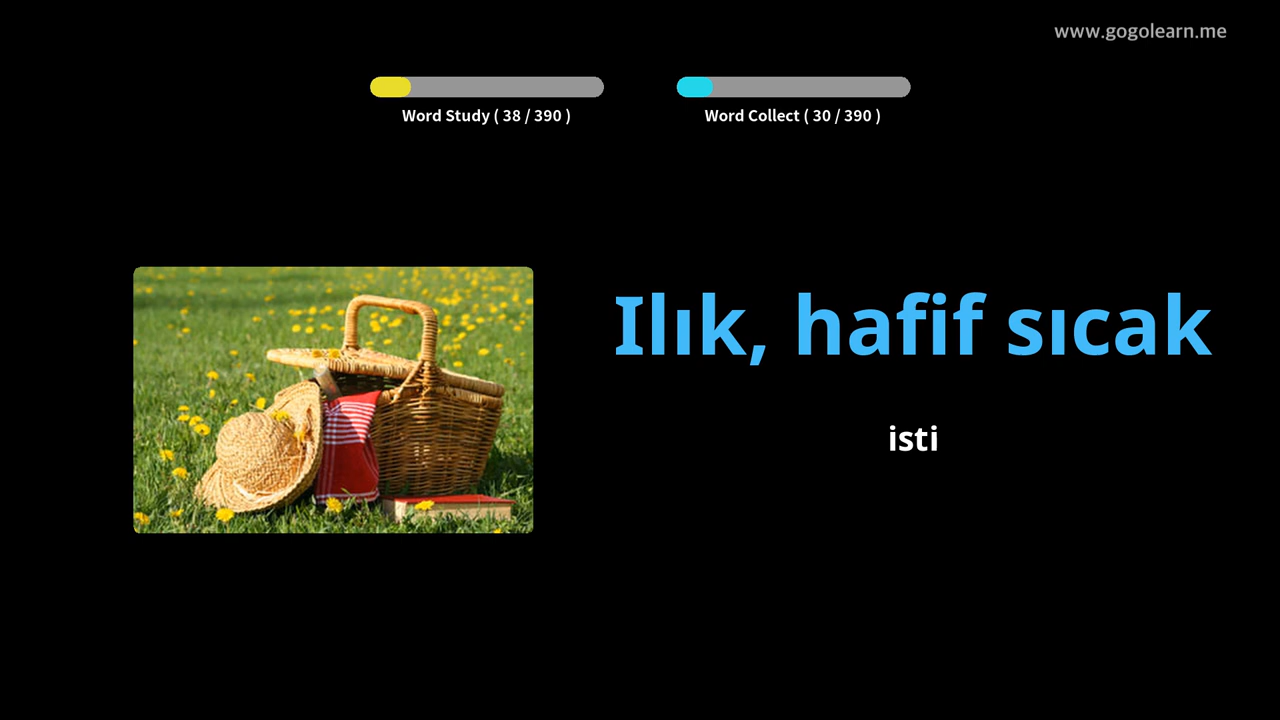 www.gogolearn.me
Word Study ( 38 / 390 )
Word Collect ( 30 / 390 )
Ilık, hafif sıcak
isti